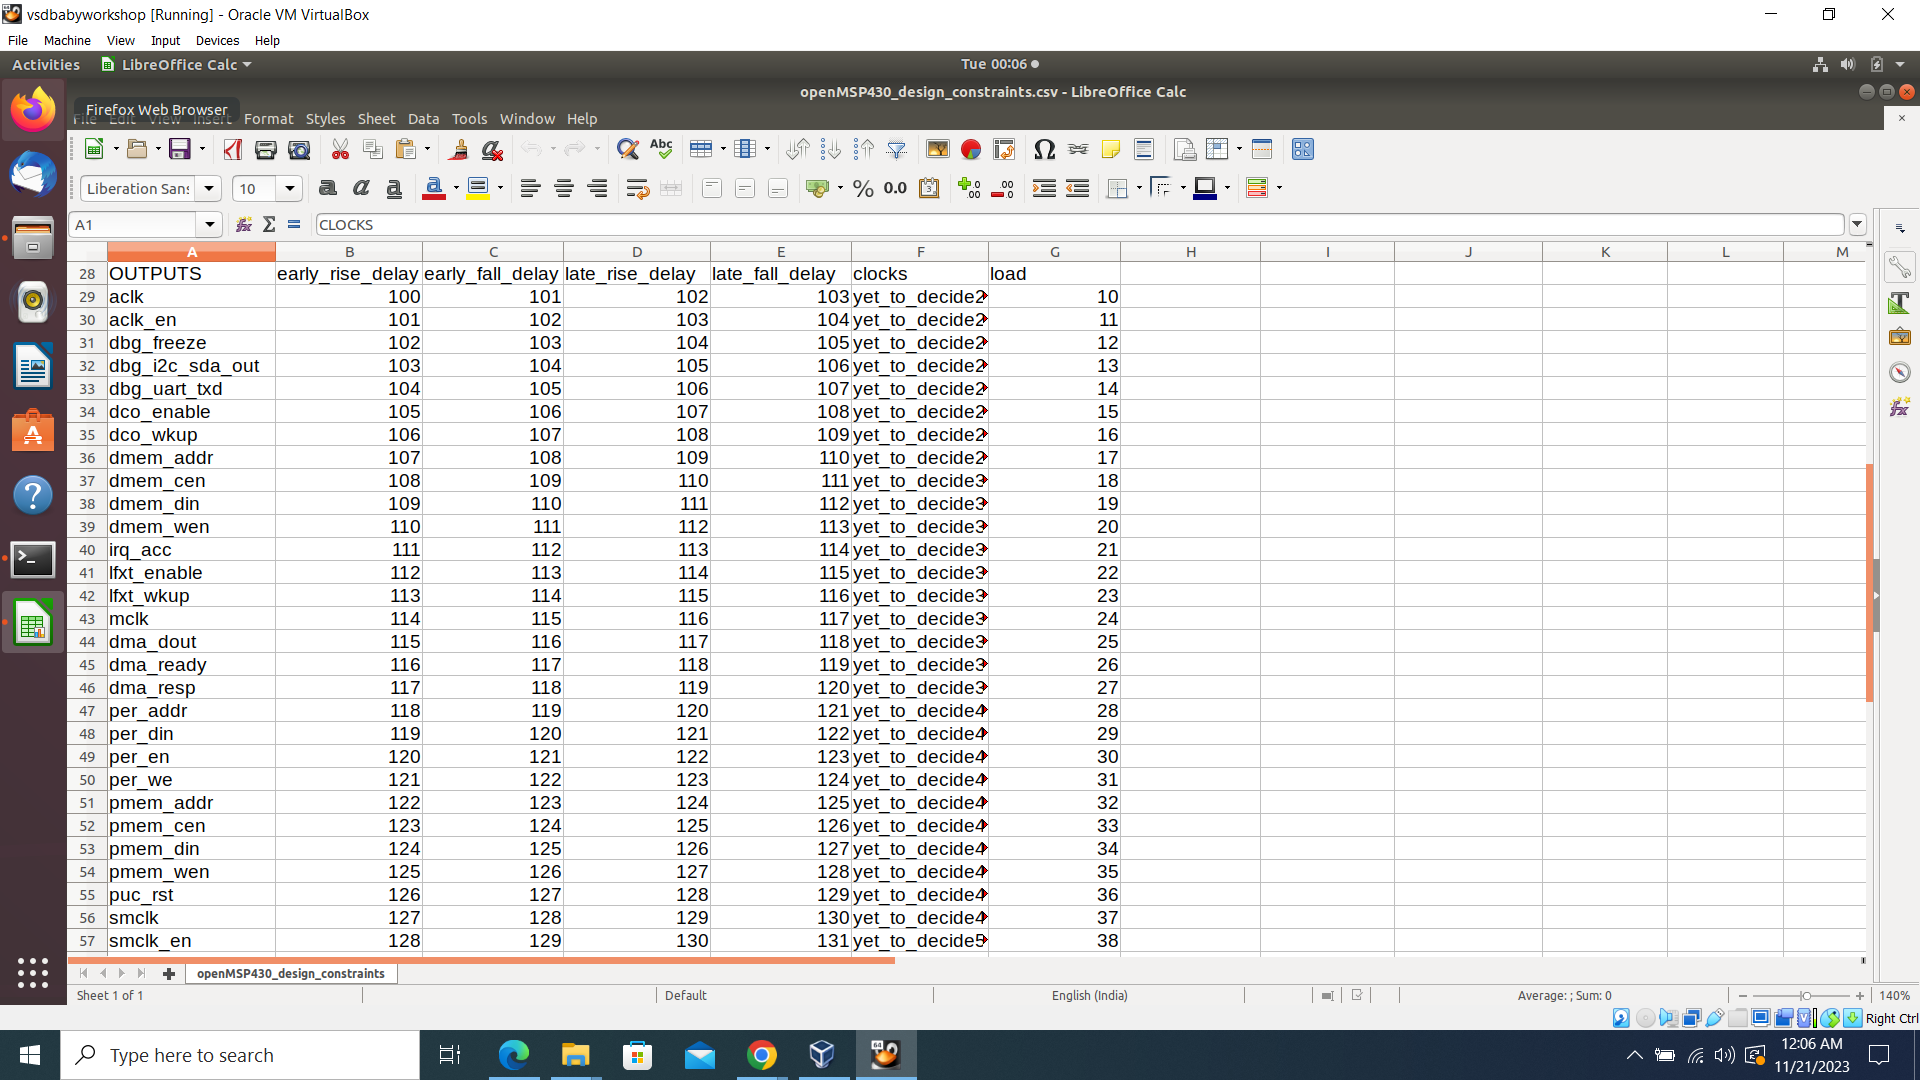 vsdbabyworkshop [Running] - Oracle VM VirtualBox
File Machine View Input Devices Help
Activities LibreOffice Calc Tue 00:06
openMSP430_design_constraints.csv - LibreOffice Calc
Firefox Web Browser
File Edit View Insert Format Styles Sheet Data Tools Window Help
Liberation Sans 10
A1 CLOCKS
A B C D E F G H I J K L M
28 OUTPUTS early_rise_delay early_fall_delay late_rise_delay late_fall_delay clocks load
29 aclk 100 101 102 103 yet_to_decide2 10
30 aclk_en 101 102 103 104 yet_to_decide2 11
31 dbg_freeze 102 103 104 105 yet_to_decide2 12
32 dbg_i2c_sda_out 103 104 105 106 yet_to_decide2 13
33 dbg_uart_txd 104 105 106 107 yet_to_decide2 14
34 dco_enable 105 106 107 108 yet_to_decide2 15
35 dco_wkup 106 107 108 109 yet_to_decide2 16
36 dmem_addr 107 108 109 110 yet_to_decide2 17
37 dmem_cen 108 109 110 111 yet_to_decide3 18
38 dmem_din 109 110 111 112 yet_to_decide3 19
39 dmem_wen 110 111 112 113 yet_to_decide3 20
40 irq_acc 111 112 113 114 yet_to_decide3 21
41 lfxt_enable 112 113 114 115 yet_to_decide3 22
42 lfxt_wkup 113 114 115 116 yet_to_decide3 23
43 mclk 114 115 116 117 yet_to_decide3 24
44 dma_dout 115 116 117 118 yet_to_decide3 25
45 dma_ready 116 117 118 119 yet_to_decide3 26
46 dma_resp 117 118 119 120 yet_to_decide3 27
47 per_addr 118 119 120 121 yet_to_decide4 28
48 per_din 119 120 121 122 yet_to_decide4 29
49 per_en 120 121 122 123 yet_to_decide4 30
50 per_we 121 122 123 124 yet_to_decide4 31
51 pmem_addr 122 123 124 125 yet_to_decide4 32
52 pmem_cen 123 124 125 126 yet_to_decide4 33
53 pmem_din 124 125 126 127 yet_to_decide4 34
54 pmem_wen 125 126 127 128 yet_to_decide4 35
55 puc_rst 126 127 128 129 yet_to_decide4 36
56 smclk 127 128 129 130 yet_to_decide4 37
57 smclk_en 128 129 130 131 yet_to_decide5 38
openMSP430_design_constraints
Sheet 1 of 1 Default English (India) Average: ; Sum: 0 140%
Right Ctrl
Type here to search
12:06 AM
11/21/2023